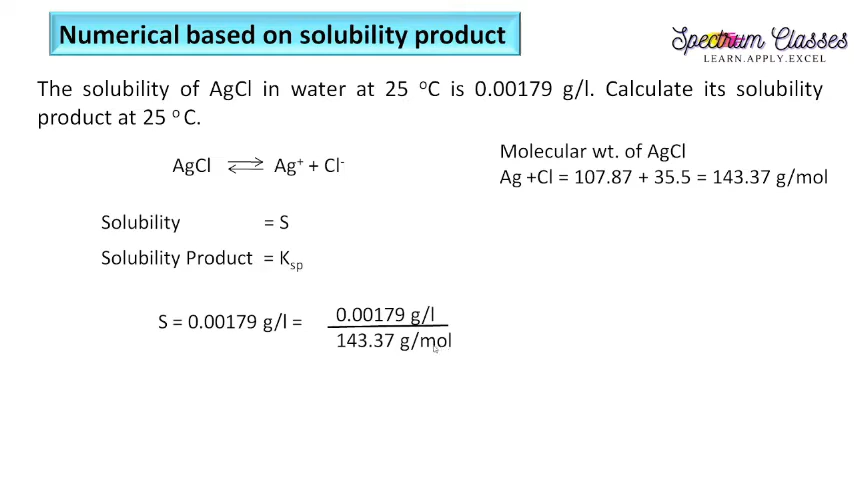 Numerical based on solubility product
Spectrum Classes
LEARN.APPLY.EXCEL
The solubility of AgCl in water at 25 ⁰C is 0.00179 g/l. Calculate its solubility
product at 25 ⁰ C.
Molecular wt. of AgCl
AgCl ⇌ Ag⁺ + Cl⁻
Ag +Cl = 107.87 + 35.5 = 143.37 g/mol
Solubility = S
Solubility Product = Kₛₚ
S = 0.00179 g/l = 0.00179 g/l
143.37 g/mol